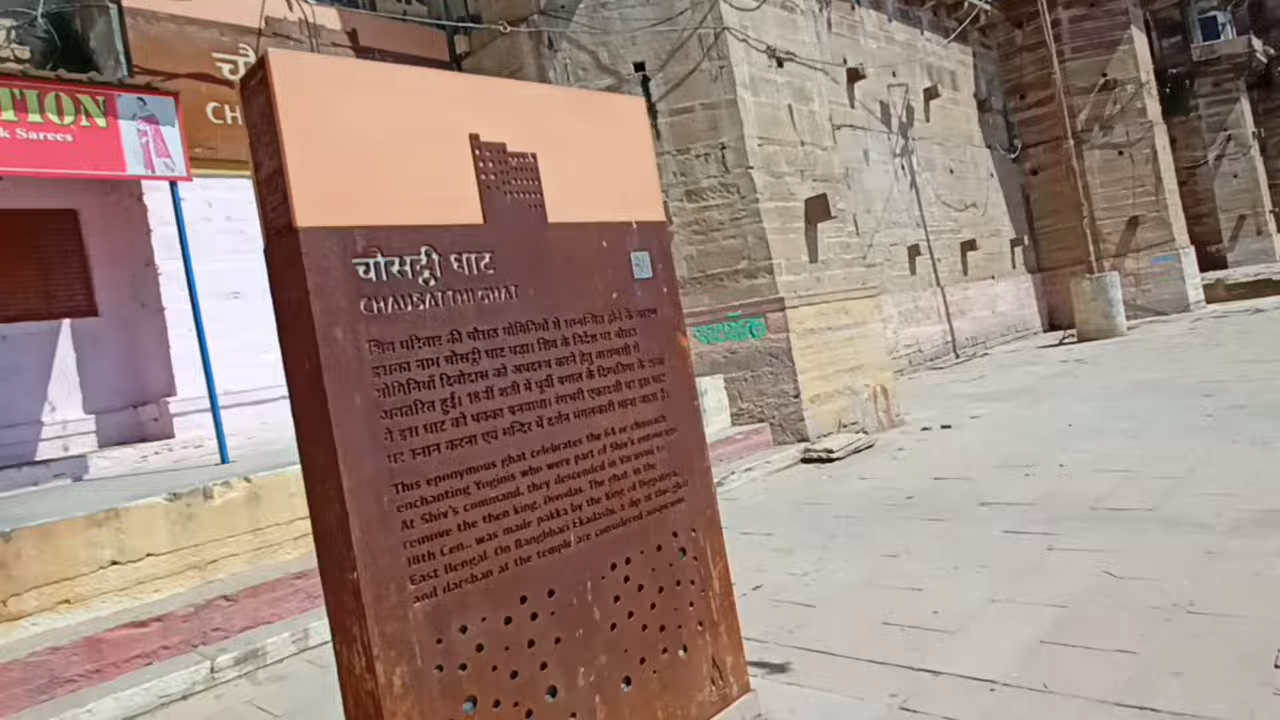 TION
k Sarees
चौ
CH
चौसट्टी घाट
CHAUSATTHI GHAT
शिव परिवार की चौसठ योगिनियों से सम्बन्धित होने के कारण
इसका नाम चौसट्टी घाट पड़ा। शिव के निर्देश पर चौसठ
योगिनियाँ दिवोदास को अपदस्थ करने हेतु वाराणसी में
अवतरित हुईं। 18वीं शती में पूर्वी बंगाल के दिग्पतिया के राजा
ने इस घाट को पक्का बनवाया। रंगभरी एकादशी पर इस घाट
पर स्नान करना एवं मन्दिर में दर्शन मंगलकारी माना जाता है।
This eponymous ghat celebrates the 64 or chausath
enchanting Yoginis who were part of Shiv's entourage.
At Shiv's command, they descended in Varanasi to
remove the then king, Divodas. The ghat, in the
18th Cen., was made pakka by the King of Digpatiya,
East Bengal. On Rangbhari Ekadashi, a dip at this ghat
and darshan at the temple are considered auspicious.